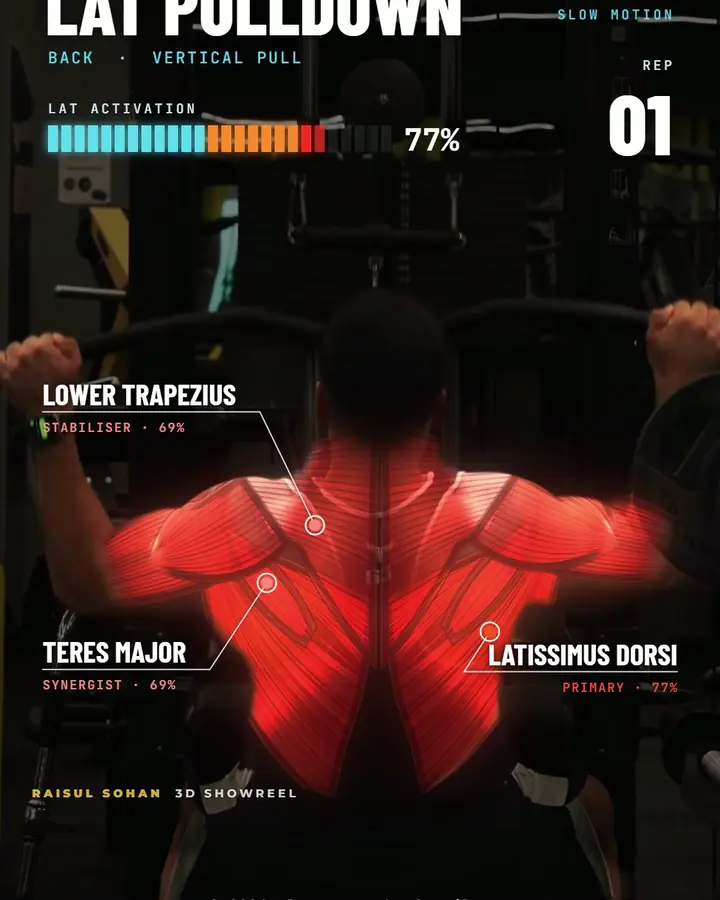 LAT PULLDOWN
SLOW MOTION
BACK · VERTICAL PULL
REP
01
LAT ACTIVATION
77%
LOWER TRAPEZIUS
STABILISER · 69%
TERES MAJOR
SYNERGIST · 69%
LATISSIMUS DORSI
PRIMARY · 77%
RAISUL SOHAN 3D SHOWREEL